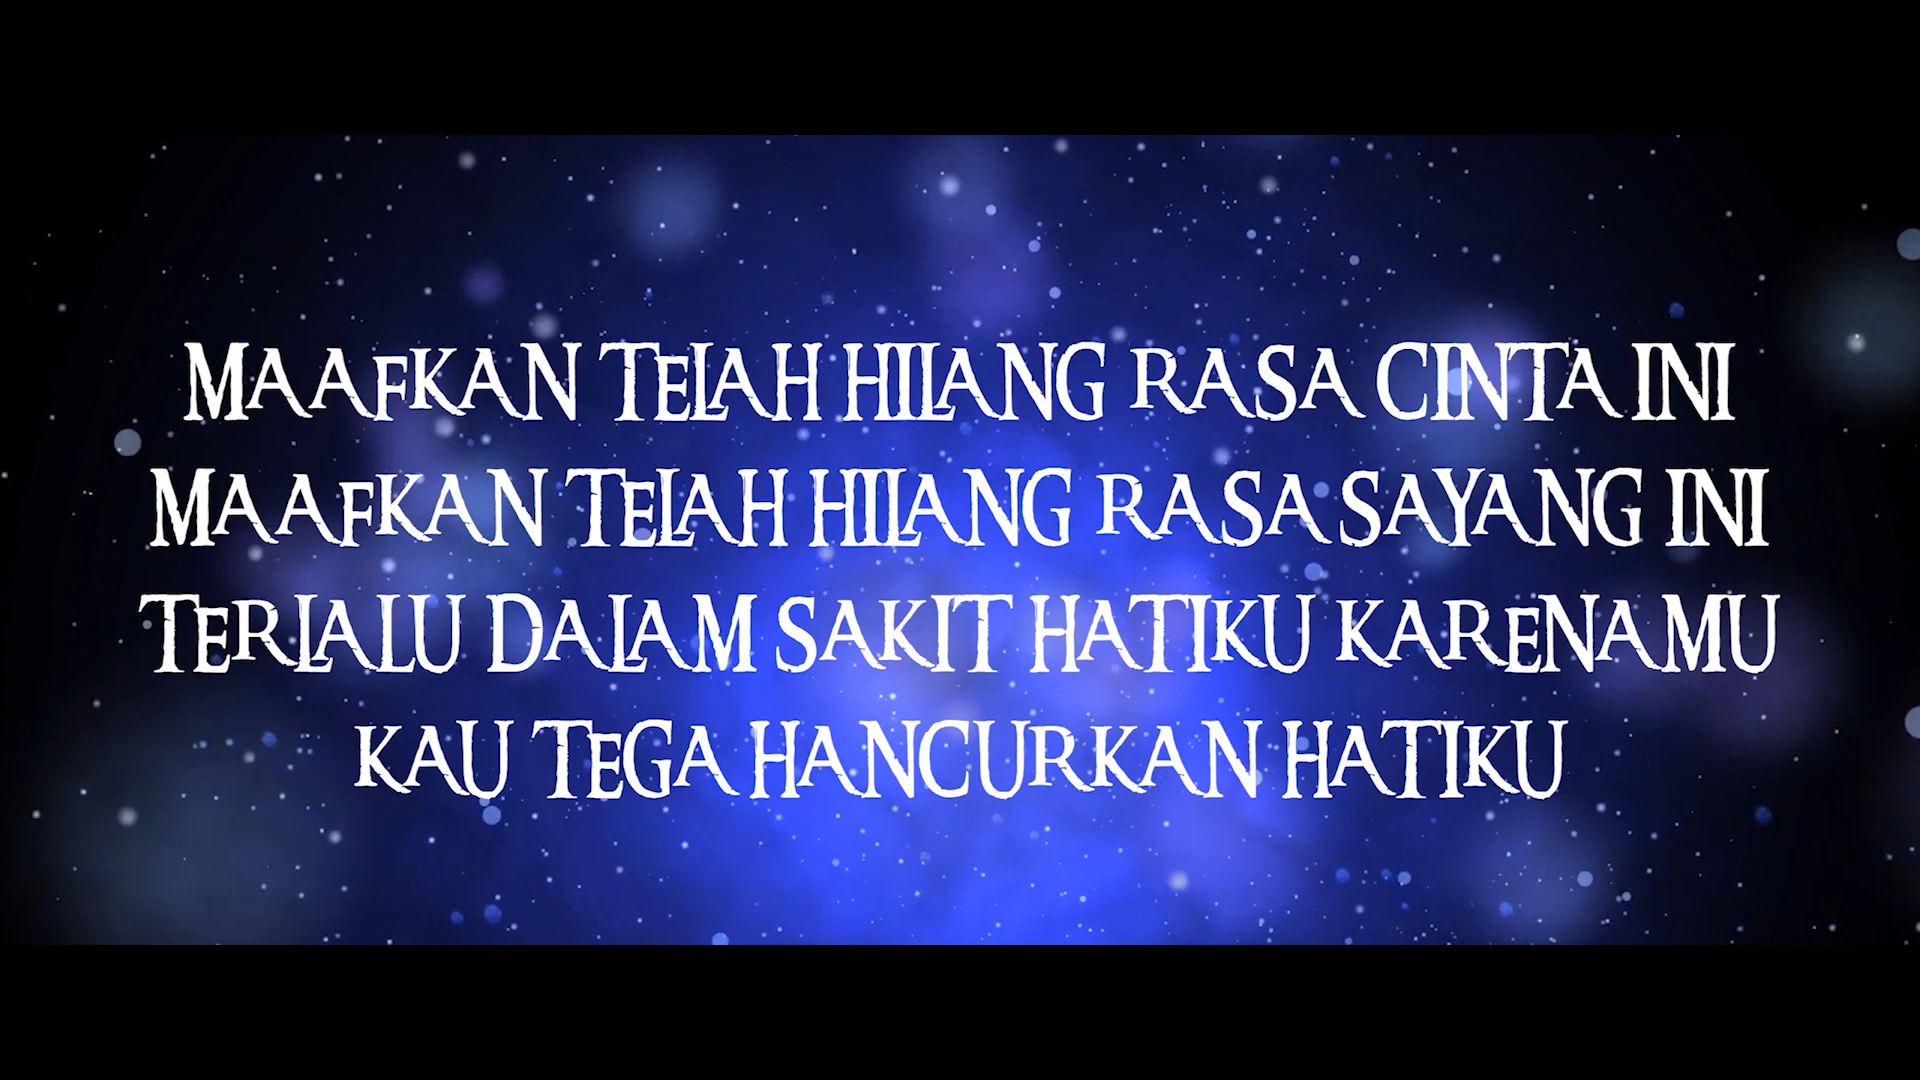 MAAFKAN TELAH HILANG RASA CINTA INI
MAAFKAN TELAH HILANG RASA SAYANG INI
TERLALU DALAM SAKIT HATIKU KARENAMU
KAU TEGA HANCURKAN HATIKU